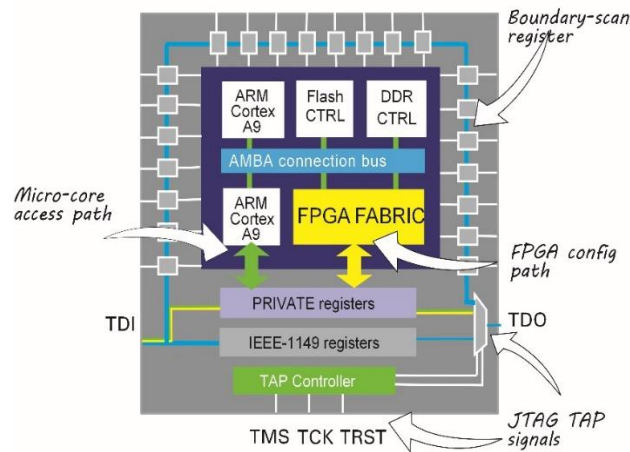 Boundary-scan
register
ARM
Cortex
A9
Flash
CTRL
DDR
CTRL
AMBA connection bus
Micro-core
access path
ARM
Cortex
A9
FPGA FABRIC
FPGA config
path
PRIVATE registers
TDI
TDO
IEEE-1149 registers
TAP Controller
JTAG TAP
signals
TMS TCK TRST